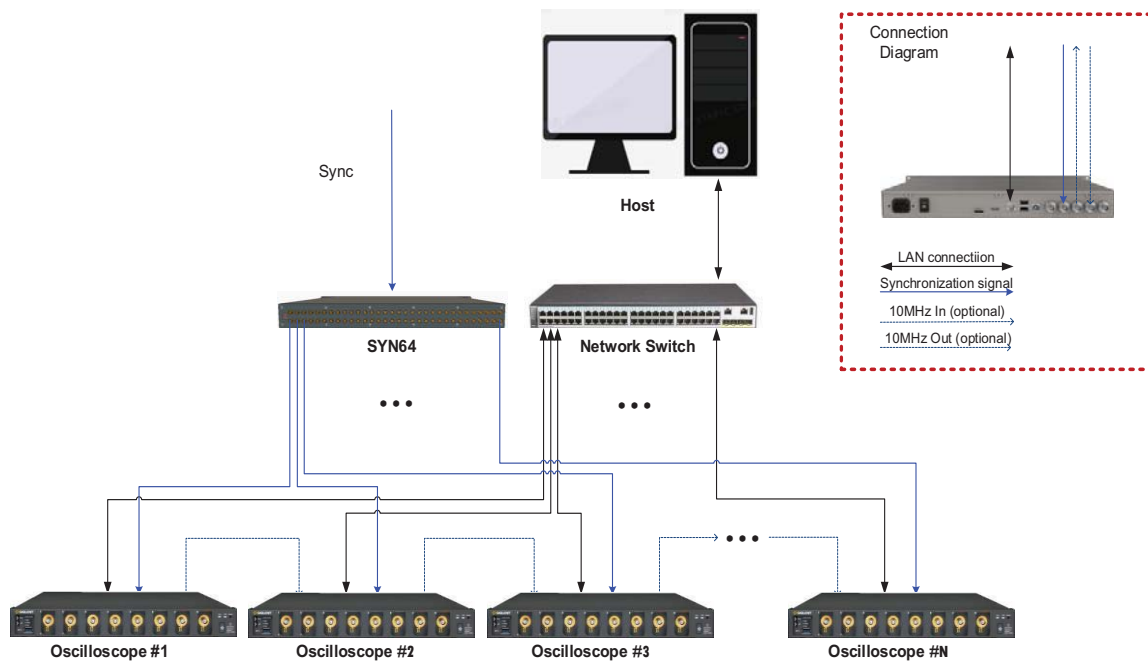 Connection
Diagram
Sync
Host
LAN connectiion
Synchronization signal
10MHz In (optional)
10MHz Out (optional)
SYN64
Network Switch
Oscilloscope #1
Oscilloscope #2
Oscilloscope #3
Oscilloscope #N